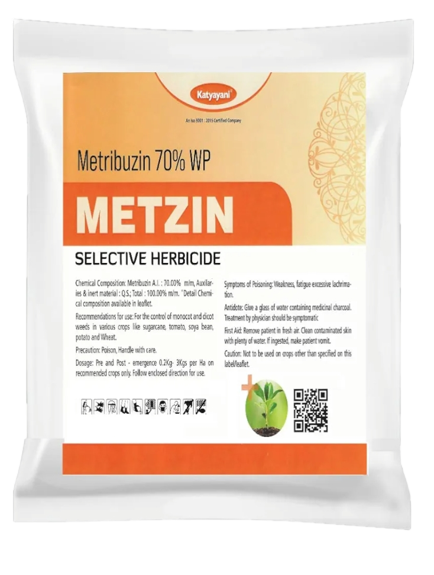 Katyayani®
An Iso 9001 : 2015 Certified Company
Metribuzin 70% WP
METZIN
SELECTIVE HERBICIDE
Chemical Composition: Metribuzin A.I. : 70.00% m/m, Auxilar-
ies & inert material : Q.S.; Total : 100.00% m/m. *Detail Chemi-
cal composition available in leaflet.
Recommendations for use: For the control of monocot and dicot
weeds in various crops like sugarcane, tomato, soya bean,
potato and Wheat.
Precaution: Poison, Handle with care.
Dosage: Pre and Post - emergence 0.2Kg- 3Kgs per Ha on
recommended crops only. Follow enclosed direction for use.
Symptoms of Poisoning: Weakness, fatigue excessive lachrima-
tion.
Antidote: Give a glass of water containing medicinal charcoal.
Treatment by physician should be symptomatic
First Aid: Remove patient in fresh air. Clean contaminated skin
with plenty of water. If ingested, make patient vomit.
Caution: Not to be used on crops other than specified on this
label/leaflet.